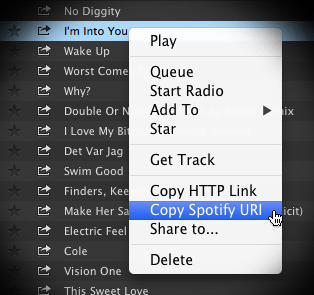 No Diggity
I'm Into You
Wake Up
Worst Come
Why?
Double Or No
I Love My Bit
Det Var Jag
Swim Good
Finders, Kee
Make Her Sa
icit)
Electric Feel
Cole
Vision One
This Sweet Love
Play
Queue
Start Radio
Add To
Star
Get Track
Copy HTTP Link
Copy Spotify URI
Share to...
Delete